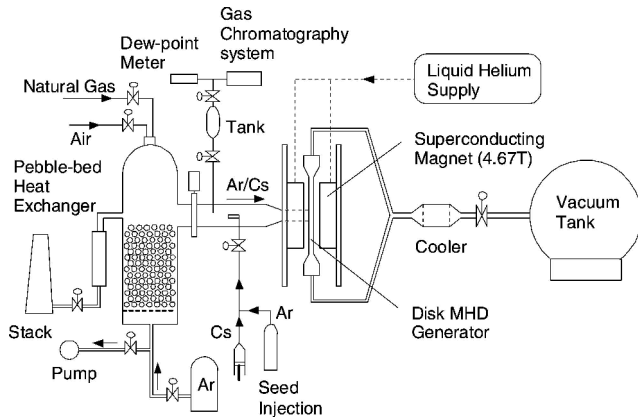 Gas
Chromatography
system
Dew-point
Meter
Natural Gas
Liquid Helium
Supply
Air
Tank
Superconducting
Magnet (4.67T)
Pebble-bed
Heat
Exchanger
Ar/Cs
Vacuum
Tank
Cooler
Disk MHD
Generator
Stack
Cs
Ar
Pump
Ar
Seed
Injection